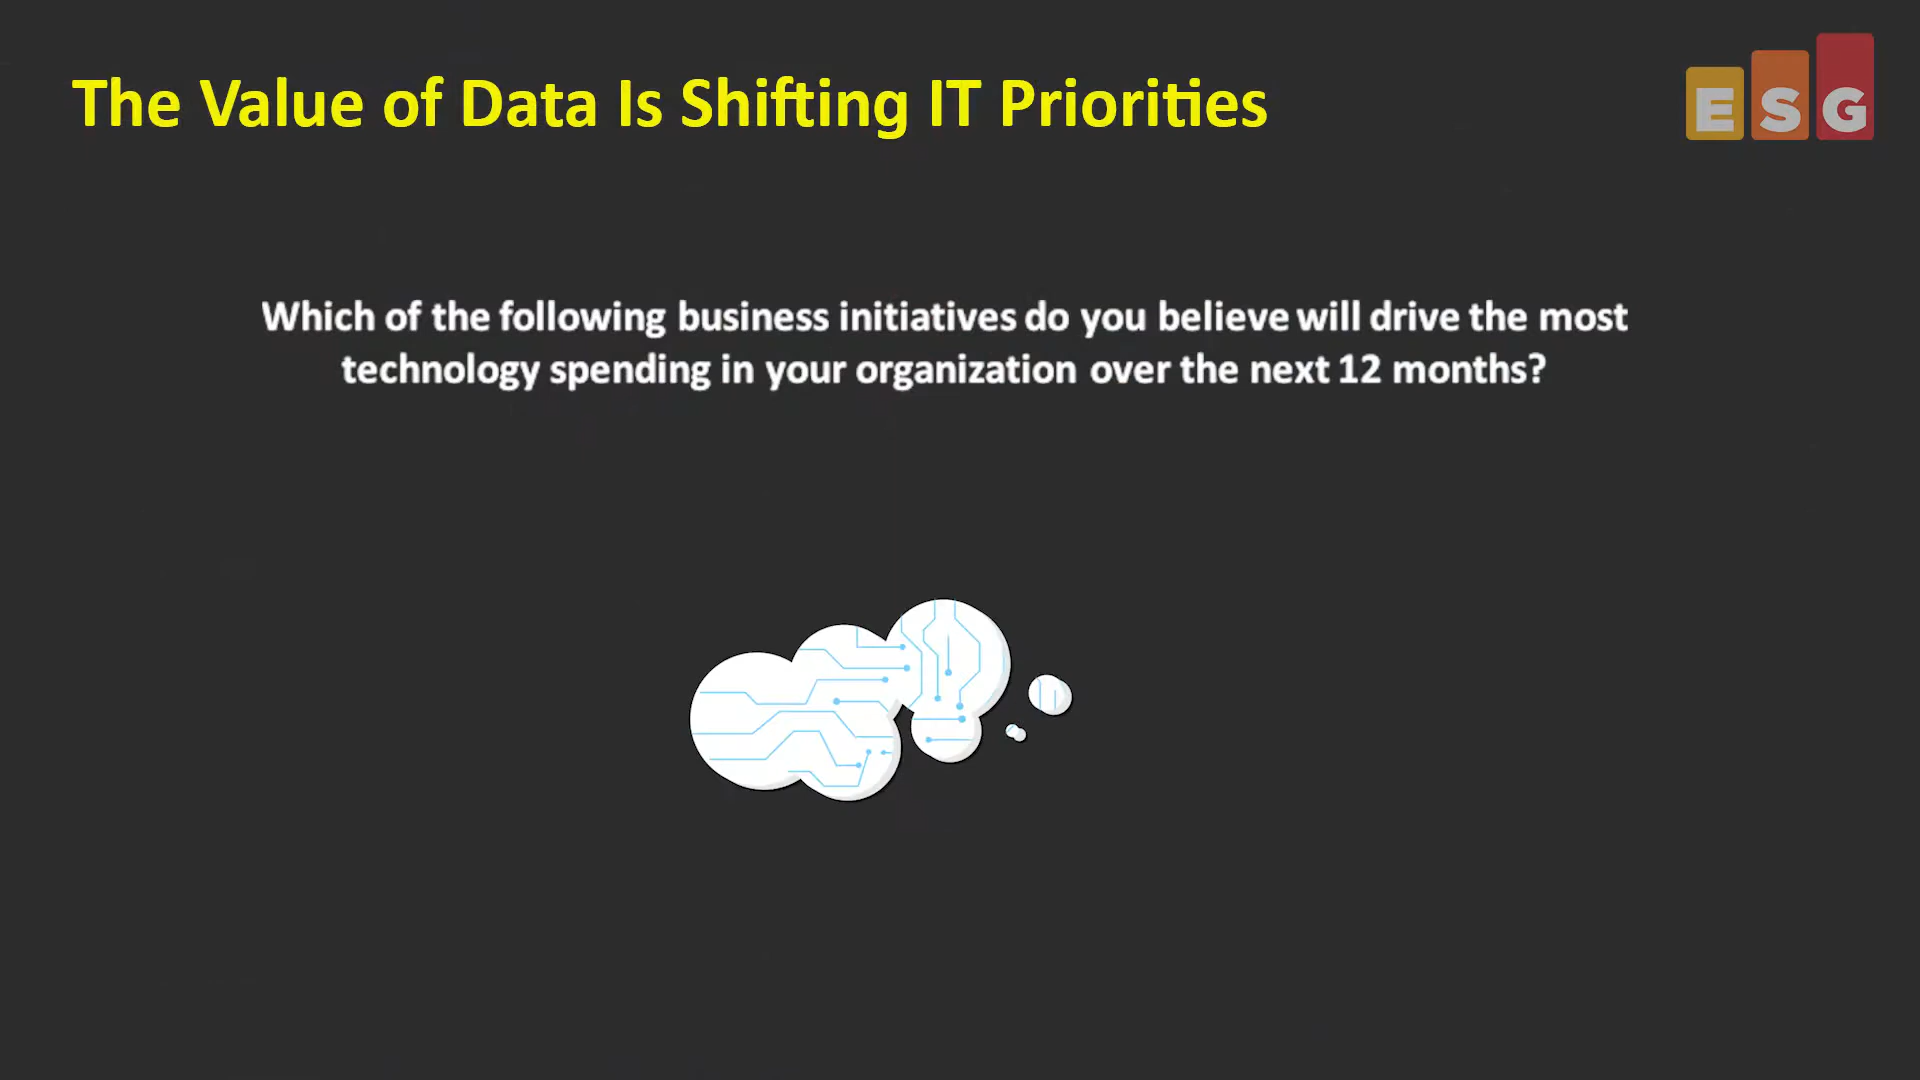 The Value of Data Is Shifting IT Priorities
ESG
Which of the following business initiatives do you believe will drive the most
technology spending in your organization over the next 12 months?